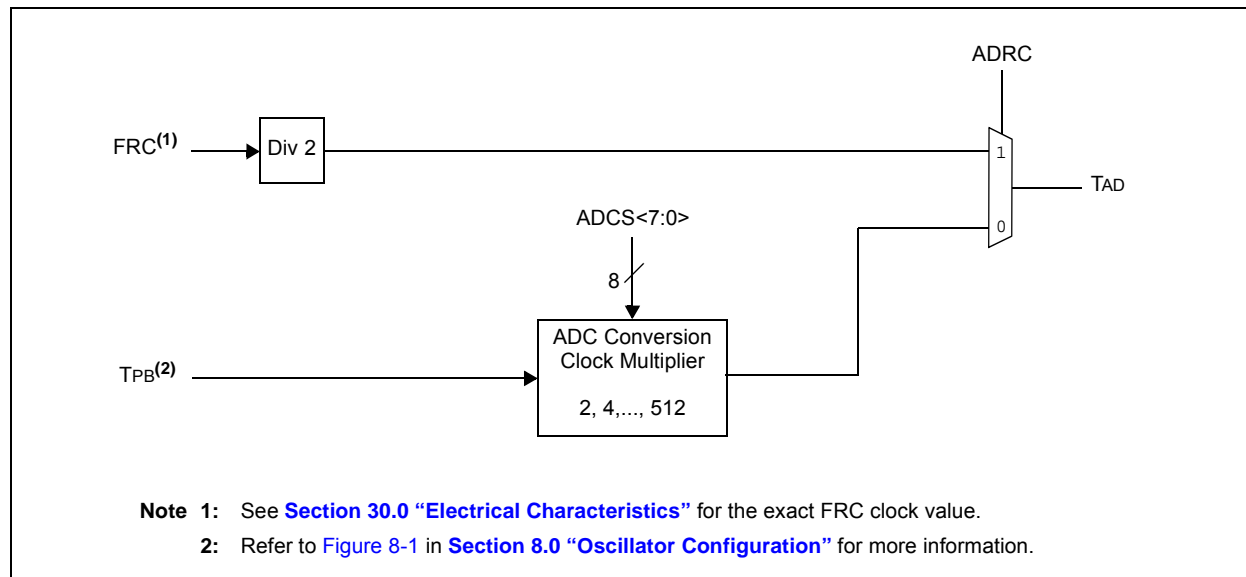 ADRC
FRC(1)
Div 2
1
TAD
ADCS<7:0>
0
8
ADC Conversion
Clock Multiplier
TPB(2)
2, 4,..., 512
Note 1: See Section 30.0 “Electrical Characteristics” for the exact FRC clock value.
2: Refer to Figure 8-1 in Section 8.0 “Oscillator Configuration” for more information.